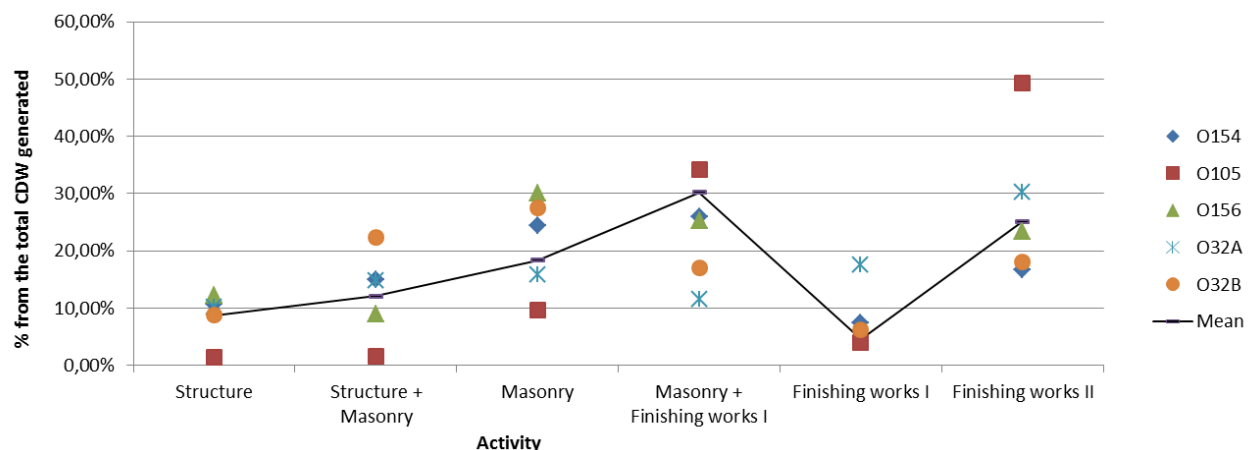 60,00%
50,00%
40,00%
30,00%
20,00%
10,00%
0,00%
% from the total CDW generated
Structure
Structure +
Masonry
Masonry
Masonry +
Finishing works I
Finishing works I
Finishing works II
Activity
O154
O105
O156
O32A
O32B
Mean